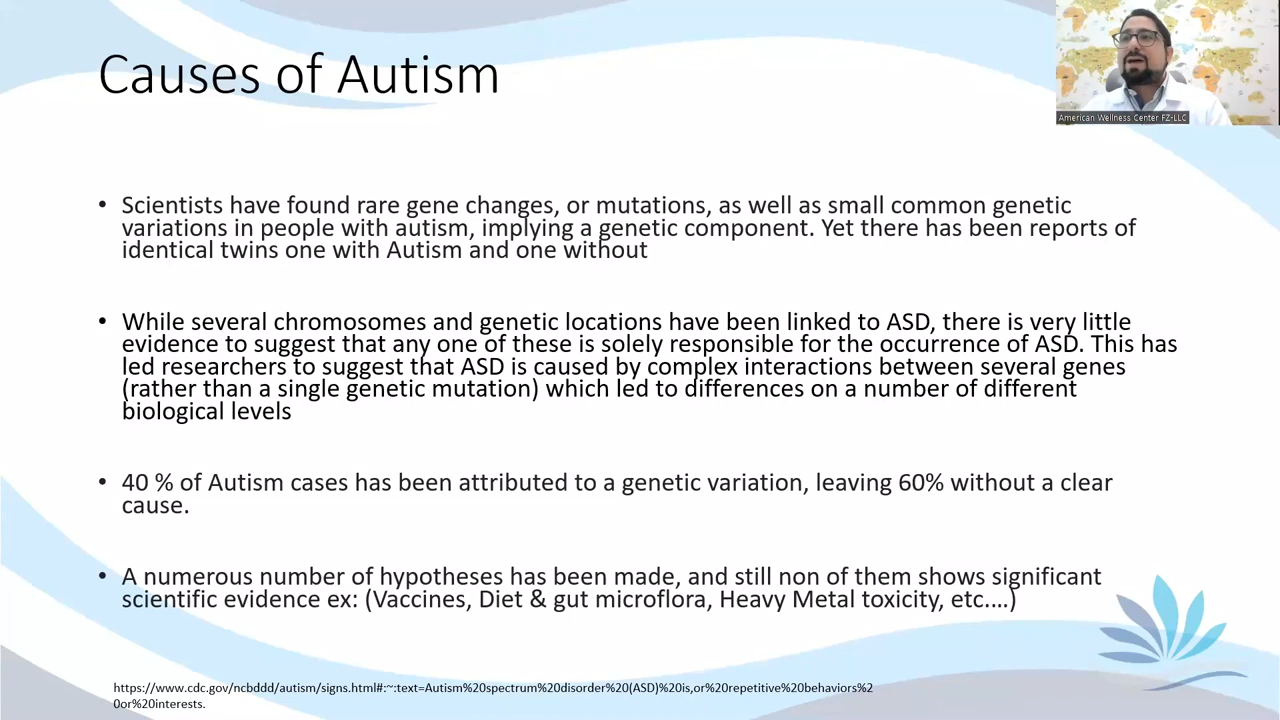 Causes of Autism
American Wellness Center FZ-LLC
• Scientists have found rare gene changes, or mutations, as well as small common genetic
variations in people with autism, implying a genetic component. Yet there has been reports of
identical twins one with Autism and one without
• While several chromosomes and genetic locations have been linked to ASD, there is very little
evidence to suggest that any one of these is solely responsible for the occurrence of ASD. This has
led researchers to suggest that ASD is caused by complex interactions between several genes
(rather than a single genetic mutation) which led to differences on a number of different
biological levels
• 40 % of Autism cases has been attributed to a genetic variation, leaving 60% without a clear
cause.
• A numerous number of hypotheses has been made, and still non of them shows significant
scientific evidence ex: (Vaccines, Diet & gut microflora, Heavy Metal toxicity, etc.…)
https://www.cdc.gov/ncbddd/autism/signs.html#:~:text=Autism%20spectrum%20disorder%20(ASD)%20is,or%20repetitive%20behaviors%2
0or%20interests.